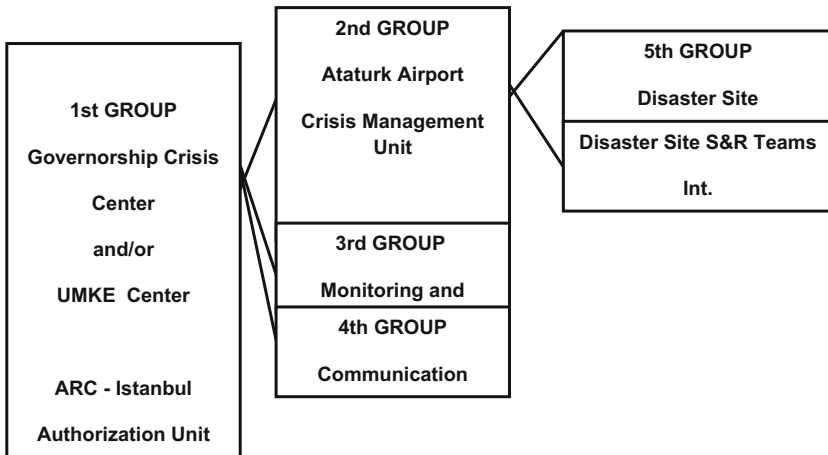 1st GROUP
Governorship Crisis
Center
and/or
UMKE Center
ARC - Istanbul
Authorization Unit
2nd GROUP
Ataturk Airport
Crisis Management
Unit
3rd GROUP
Monitoring and
4th GROUP
Communication
5th GROUP
Disaster Site
Disaster Site S&R Teams
Int.